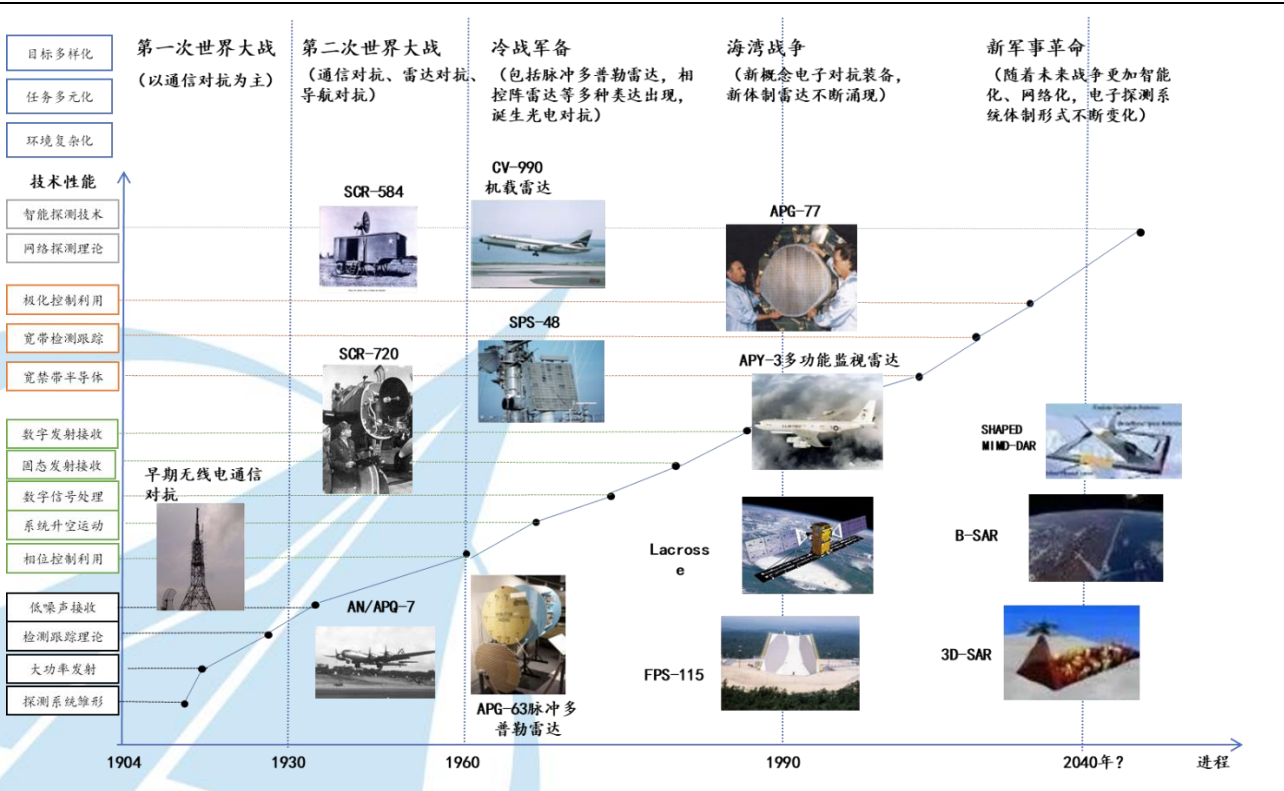 目标多样化
任务多元化
环境复杂化
第一次世界大战
（以通信对抗为主）
第二次世界大战
（通信对抗、雷达对抗、
导航对抗）
冷战军备
（包括脉冲多普勒雷达，相
控阵雷达等多种类达出现，
诞生光电对抗）
海湾战争
（新概念电子对抗装备，
新体制雷达不断涌现）
新军事革命
（随着未来战争更加智能
化、网络化，电子探测系
统体制形式不断变化）
技术性能
智能探测技术
网络探测理论
极化控制利用
宽带检测跟踪
宽禁带半导体
数字发射接收
固态发射接收
数字信号处理
系统升空运动
相位控制利用
低噪声接收
检测跟踪理论
大功率发射
探测系统雏形
早期无线电通信
对抗
SCR-584
SCR-720
AN/APQ-7
CV-990
机载雷达
SPS-48
APG-63脉冲多
普勒雷达
APG-77
APY-3多功能监视雷达
Lacross
e
FPS-115
SHAPED
MIMO-DAR
B-SAR
3D-SAR
1904
1930
1960
1990
2040年?
进程